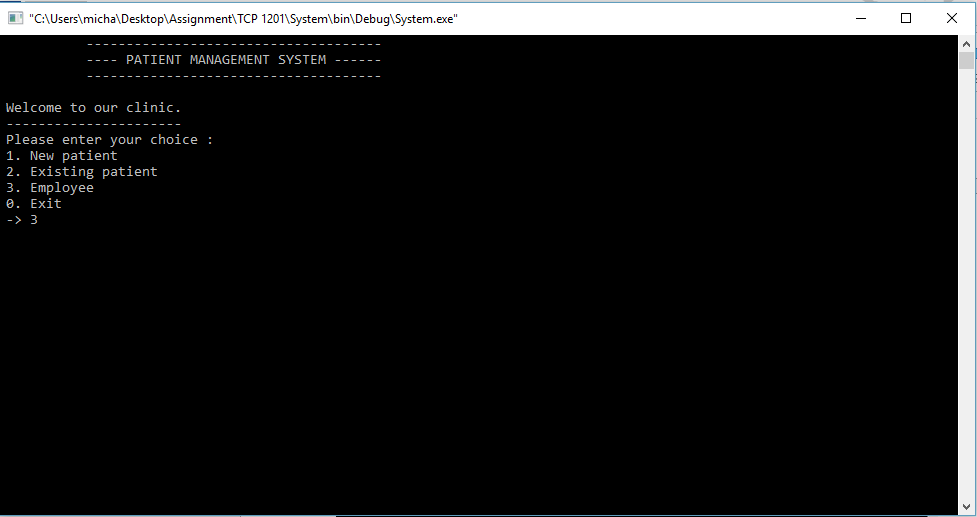 "C:\Users\micha\Desktop\Assignment\TCP 1201\System\bin\Debug\System.exe"
-------------------------------------
---- PATIENT MANAGEMENT SYSTEM ------
-------------------------------------
Welcome to our clinic.
----------------------
Please enter your choice :
1. New patient
2. Existing patient
3. Employee
0. Exit
-> 3